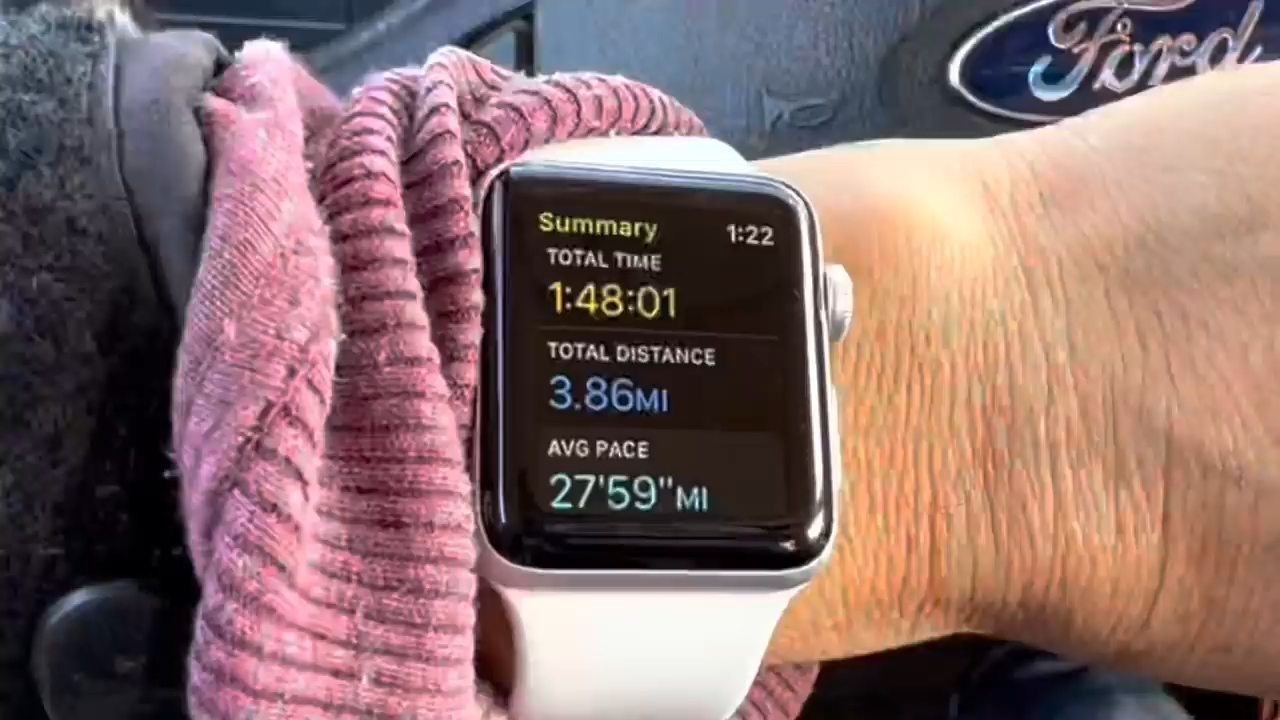 Ford
Summary 1:22
TOTAL TIME
1:48:01
TOTAL DISTANCE
3.86MI
AVG PACE
27'59"MI